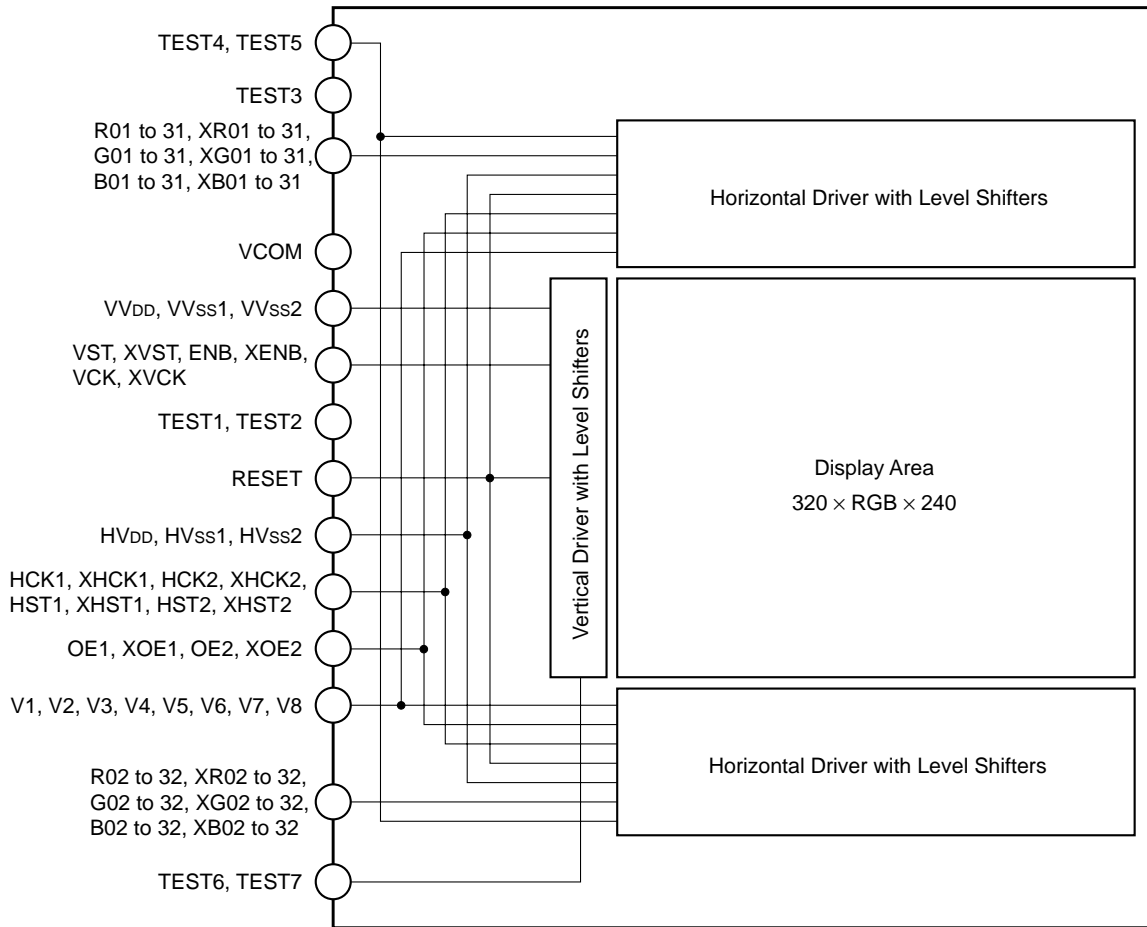 TEST4, TEST5
TEST3
R01 to 31, XR01 to 31,
G01 to 31, XG01 to 31,
B01 to 31, XB01 to 31
VCOM
VVDD, VVSS1, VVSS2
VST, XVST, ENB, XENB,
VCK, XVCK
TEST1, TEST2
RESET
HVDD, HVSS1, HVSS2
HCK1, XHCK1, HCK2, XHCK2,
HST1, XHST1, HST2, XHST2
OE1, XOE1, OE2, XOE2
V1, V2, V3, V4, V5, V6, V7, V8
R02 to 32, XR02 to 32,
G02 to 32, XG02 to 32,
B02 to 32, XB02 to 32
TEST6, TEST7
Horizontal Driver with Level Shifters
Vertical Driver with Level Shifters
Display Area
320 × RGB × 240
Horizontal Driver with Level Shifters